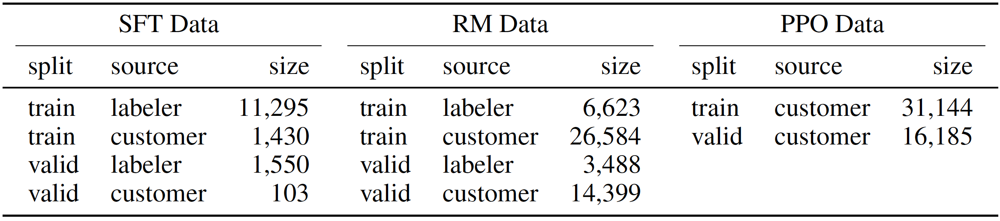 SFT Data RM Data PPO Data
split source size split source size split source size
train labeler 11,295 train labeler 6,623 train customer 31,144
train customer 1,430 train customer 26,584 valid customer 16,185
valid labeler 1,550 valid labeler 3,488
valid customer 103 valid customer 14,399